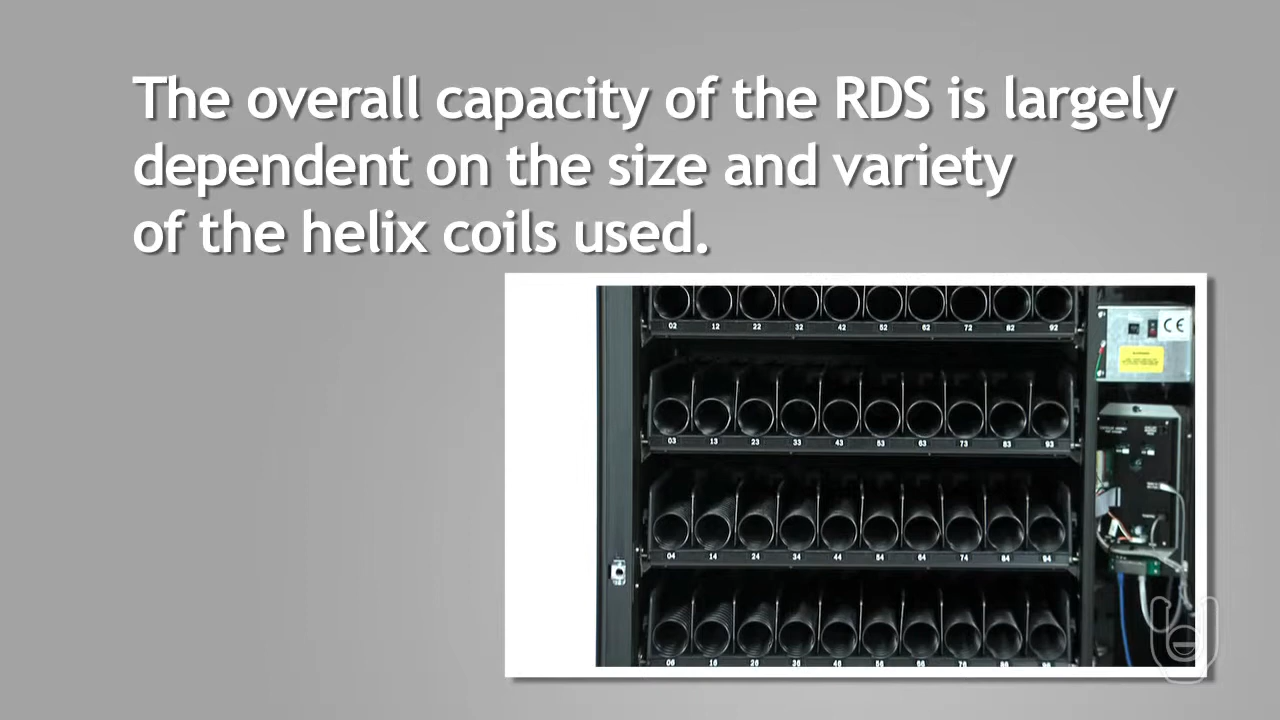 The overall capacity of the RDS is largely
dependent on the size and variety
of the helix coils used.
02 12 22 32 42 52 62 72 82 92
CE
03 13 23 33 43 53 63 73 83 93
04 14 24 34 44 54 64 74 84 94